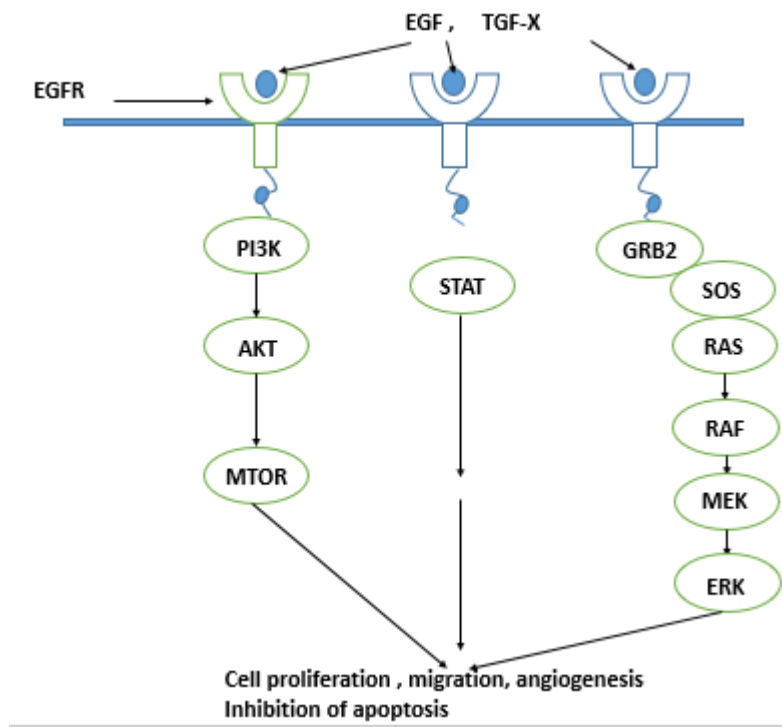 EGF , TGF-X
EGFR
PI3K
GRB2
STAT
SOS
AKT
RAS
RAF
MTOR
MEK
ERK
Cell proliferation , migration, angiogenesis
Inhibition of apoptosis